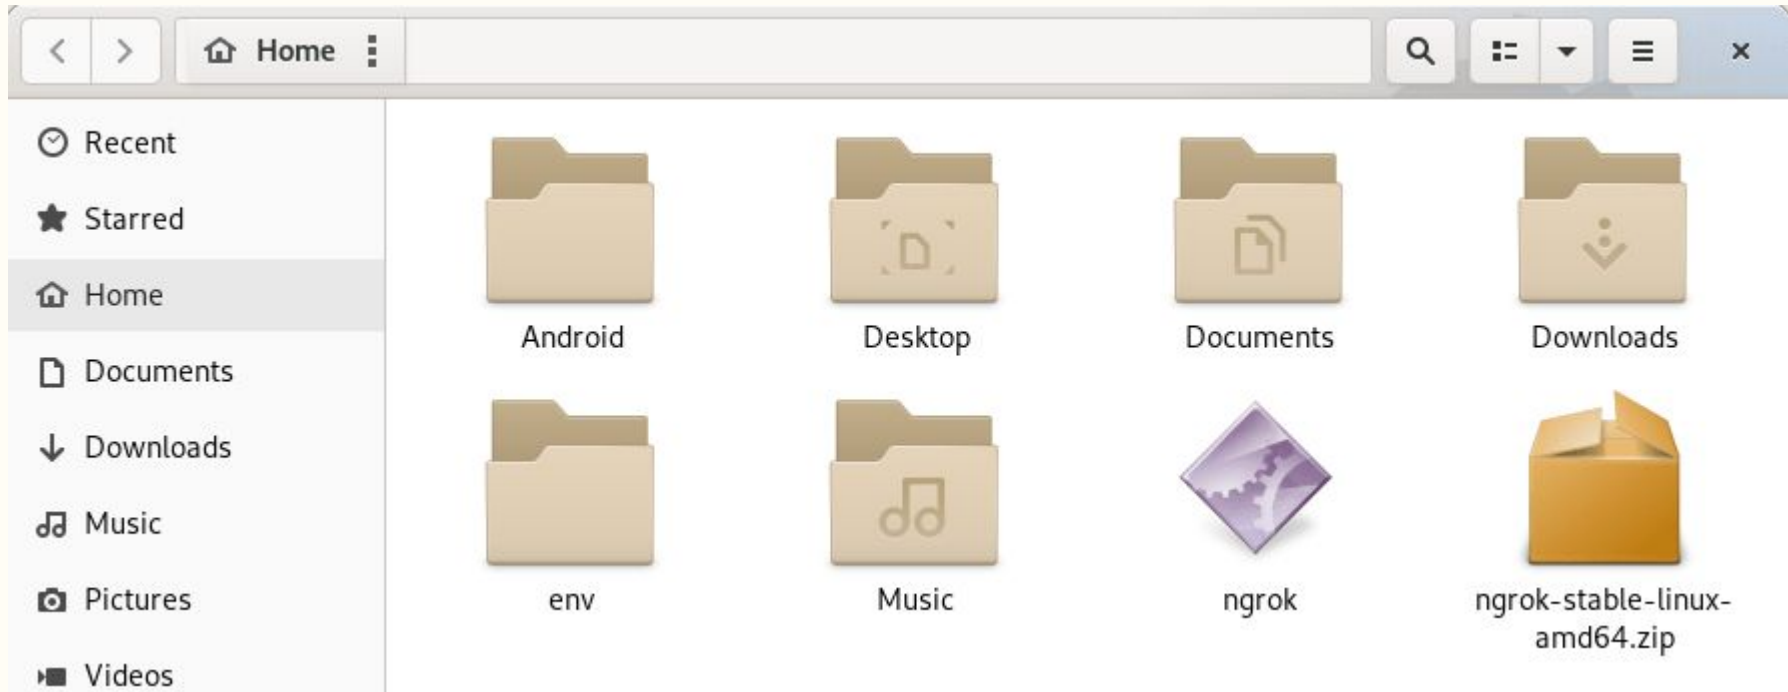 Home
Recent
Starred
Home
Documents
Downloads
Music
Pictures
Videos
Android
Desktop
Documents
Downloads
env
Music
ngrok
ngrok-stable-linux-
amd64.zip